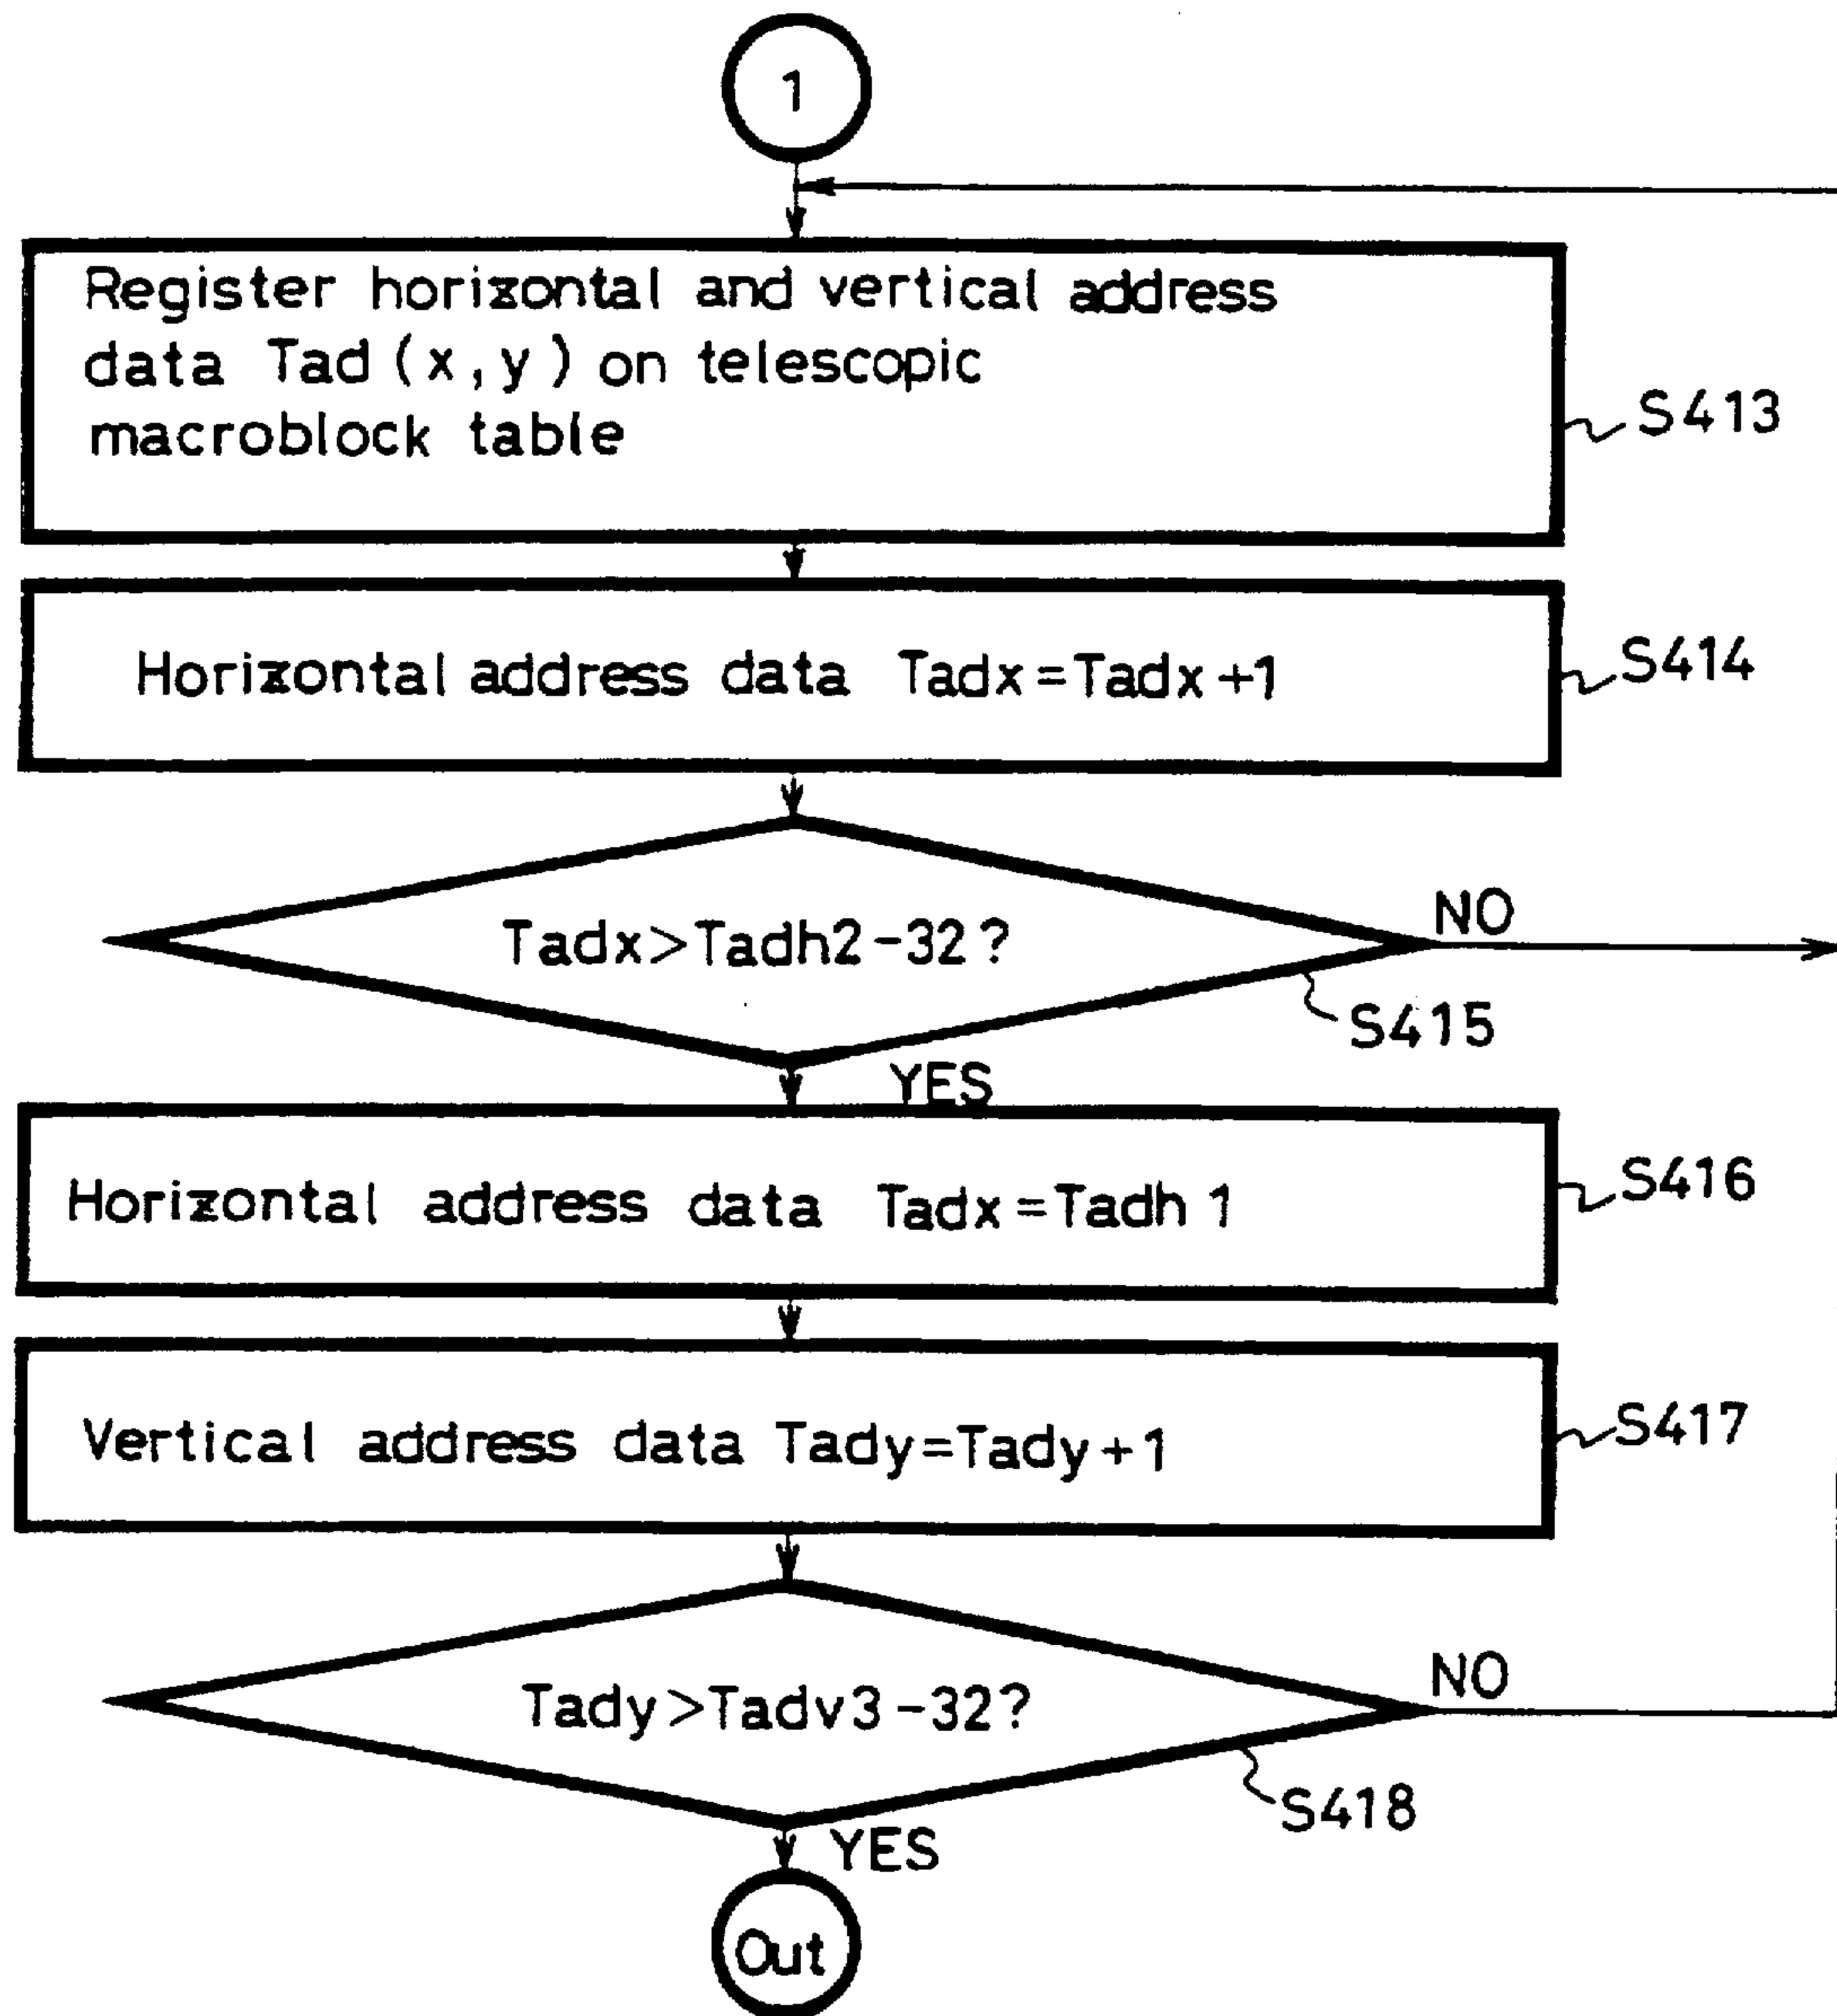 1
Register horizontal and vertical address
data Tad (x, y) on telescopic
macroblock table
S413
Horizontal address data Tadx=Tadx+1
S414
Tadx>Tadh2-32?
NO
S415
YES
Horizontal address data Tadx=Tadh1
S416
Vertical address data Tady=Tady+1
S417
Tady>Tadv3-32?
NO
S418
YES
Out